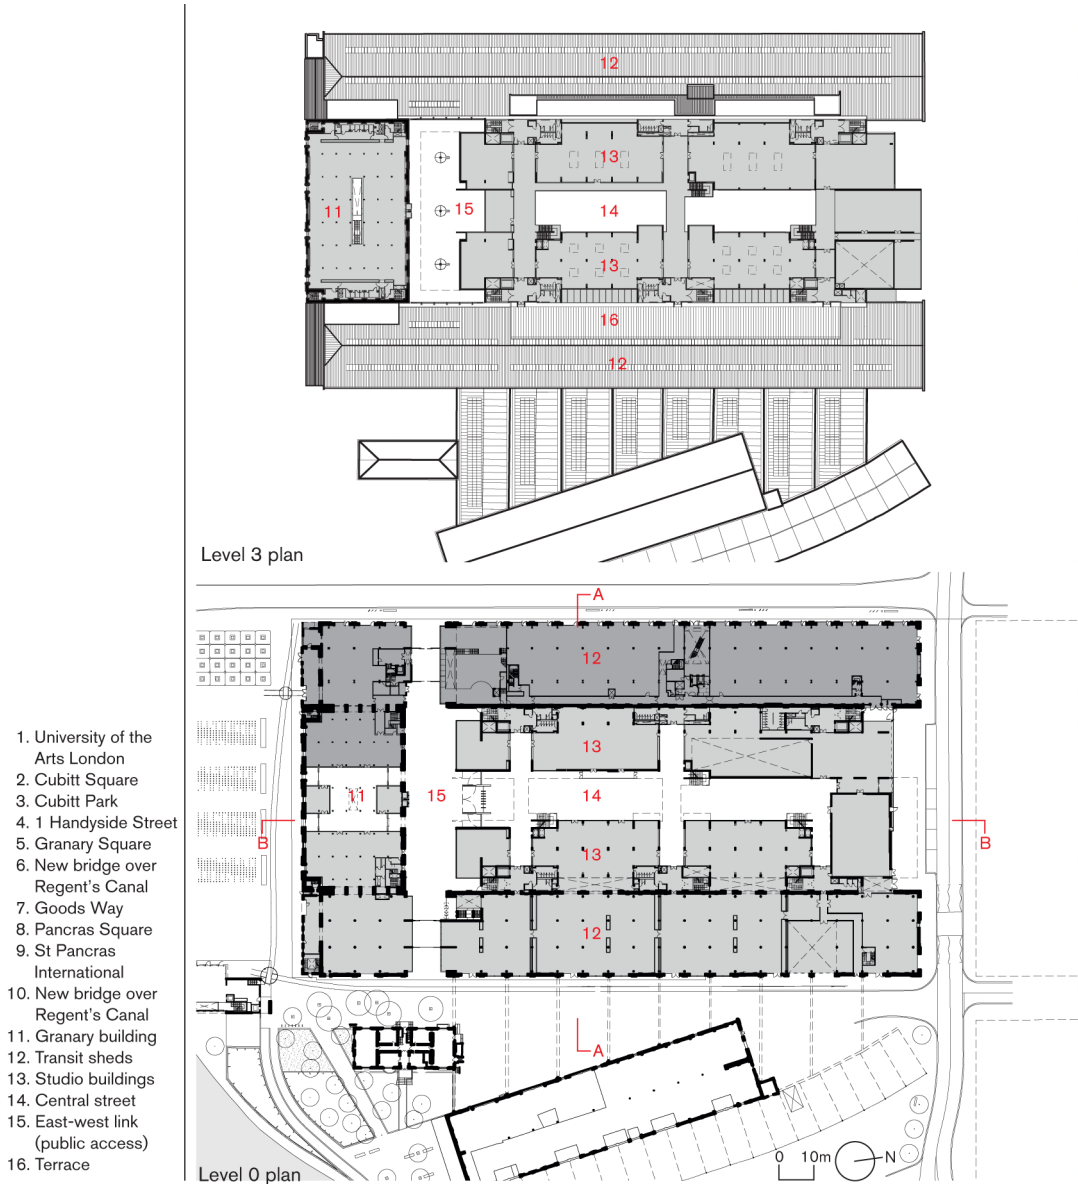 12
13
11
15
14
13
16
12
Level 3 plan
A
12
13
11
15
14
B
B
13
12
A
0 10m
N
Level 0 plan
1. University of the
Arts London
2. Cubitt Square
3. Cubitt Park
4. 1 Handyside Street
5. Granary Square
6. New bridge over
Regent's Canal
7. Goods Way
8. Pancras Square
9. St Pancras
International
10. New bridge over
Regent's Canal
11. Granary building
12. Transit sheds
13. Studio buildings
14. Central street
15. East-west link
(public access)
16. Terrace